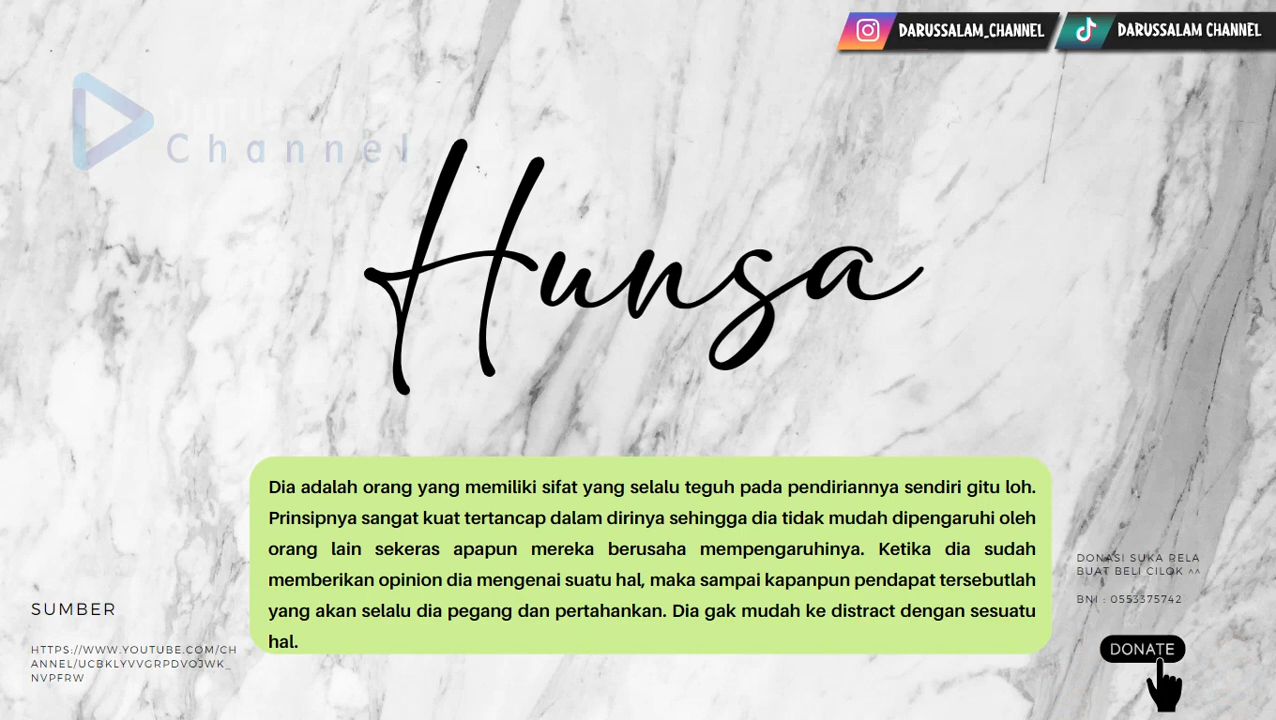 DARUSSALAM_CHANNEL
DARUSSALAM CHANNEL
Channel
Hunsa
Dia adalah orang yang memiliki sifat yang selalu teguh pada pendiriannya sendiri gitu loh.
Prinsipnya sangat kuat tertancap dalam dirinya sehingga dia tidak mudah dipengaruhi oleh
orang lain sekeras apapun mereka berusaha mempengaruhinya. Ketika dia sudah
memberikan opinion dia mengenai suatu hal, maka sampai kapanpun pendapat tersebutlah
yang akan selalu dia pegang dan pertahankan. Dia gak mudah ke distract dengan sesuatu
hal.
DONASI SUKA RELA
BUAT BELI CILOK ^^
BNI : 0553375742
DONATE
SUMBER
HTTPS://WWW.YOUTUBE.COM/CH
ANNEL/UCBKLYVVGRPDVOJWK_
NVPFRW